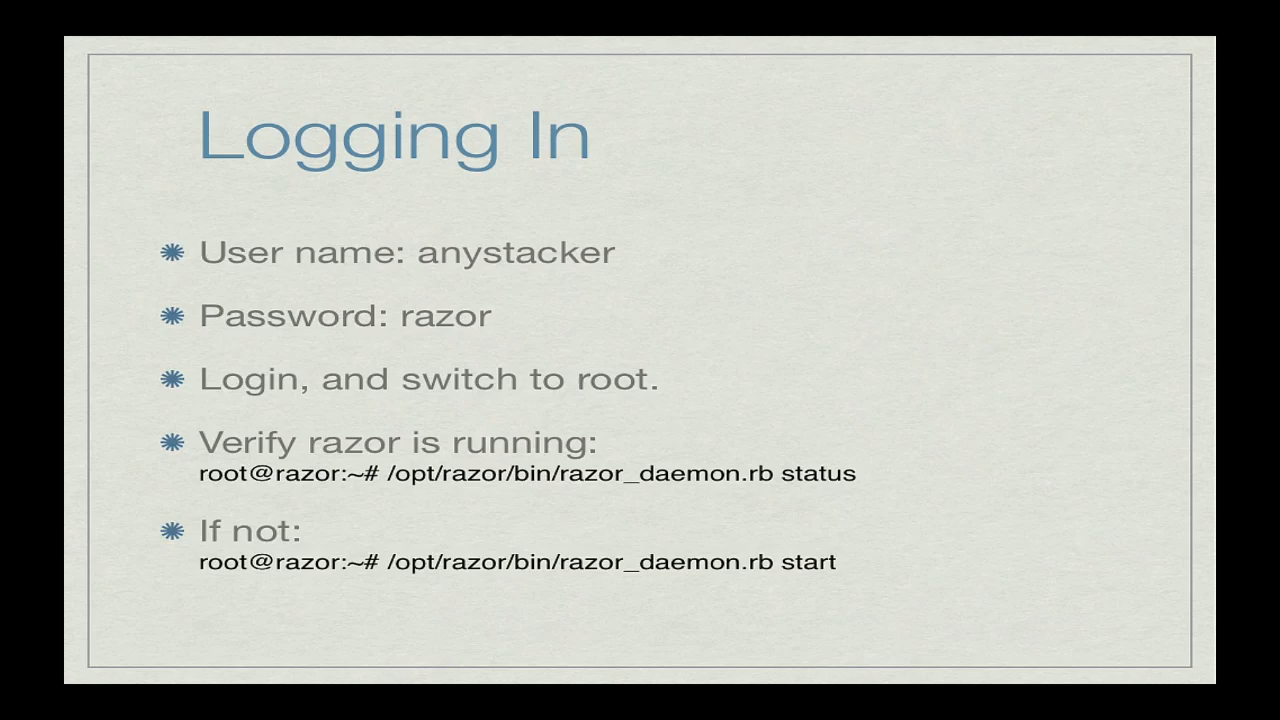 Logging In
User name: anystacker
Password: razor
Login, and switch to root.
Verify razor is running:
root@razor:~# /opt/razor/bin/razor_daemon.rb status
If not:
root@razor:~# /opt/razor/bin/razor_daemon.rb start